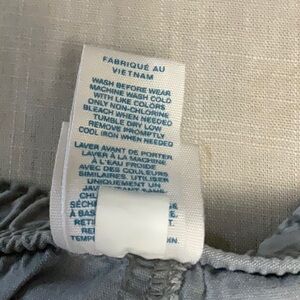 FABRIQUÉ AU
VIETNAM
WASH BEFORE WEAR
MACHINE WASH COLD
WITH LIKE COLORS
ONLY NON-CHLORINE
BLEACH WHEN NEEDED
TUMBLE DRY LOW
REMOVE PROMPTLY
COOL IRON WHEN NEEDED
LAVER AVANT DE PORTER
LAVER À LA MACHINE
À L'EAU FROIDE
AVEC DES COULEURS
SIMILAIRES. UTILISER
UNIQUEMENT UN